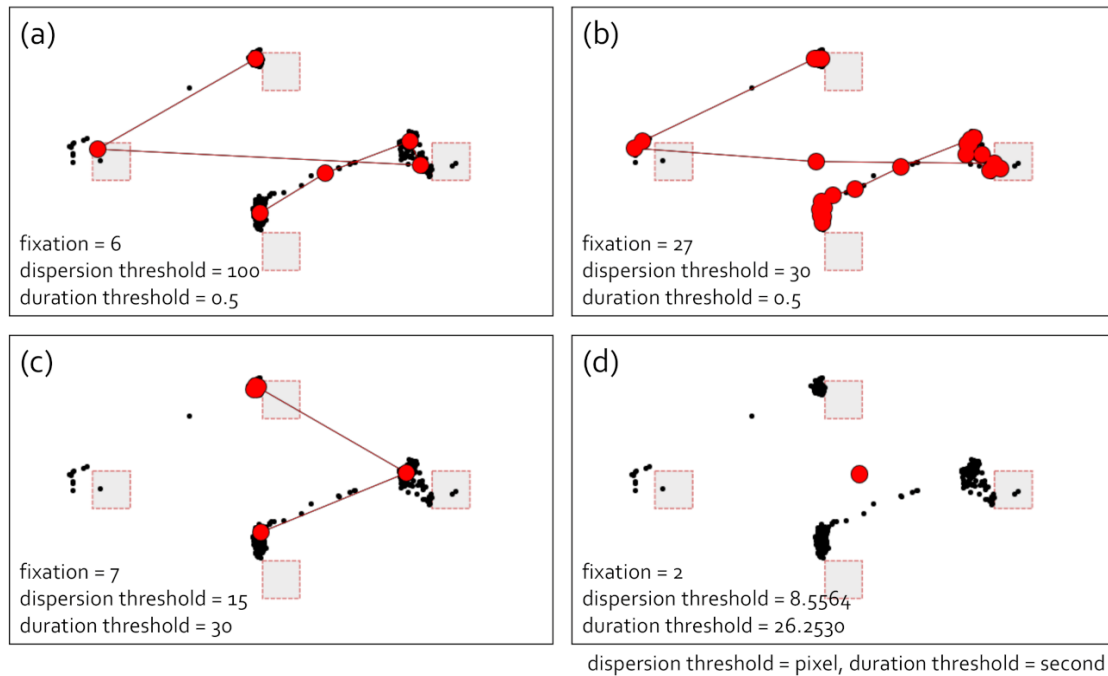 (a)
fixation = 6
dispersion threshold = 100
duration threshold = 0.5
(b)
fixation = 27
dispersion threshold = 30
duration threshold = 0.5
(c)
fixation = 7
dispersion threshold = 15
duration threshold = 30
(d)
fixation = 2
dispersion threshold = 8.5564
duration threshold = 26.2530
dispersion threshold = pixel, duration threshold = second